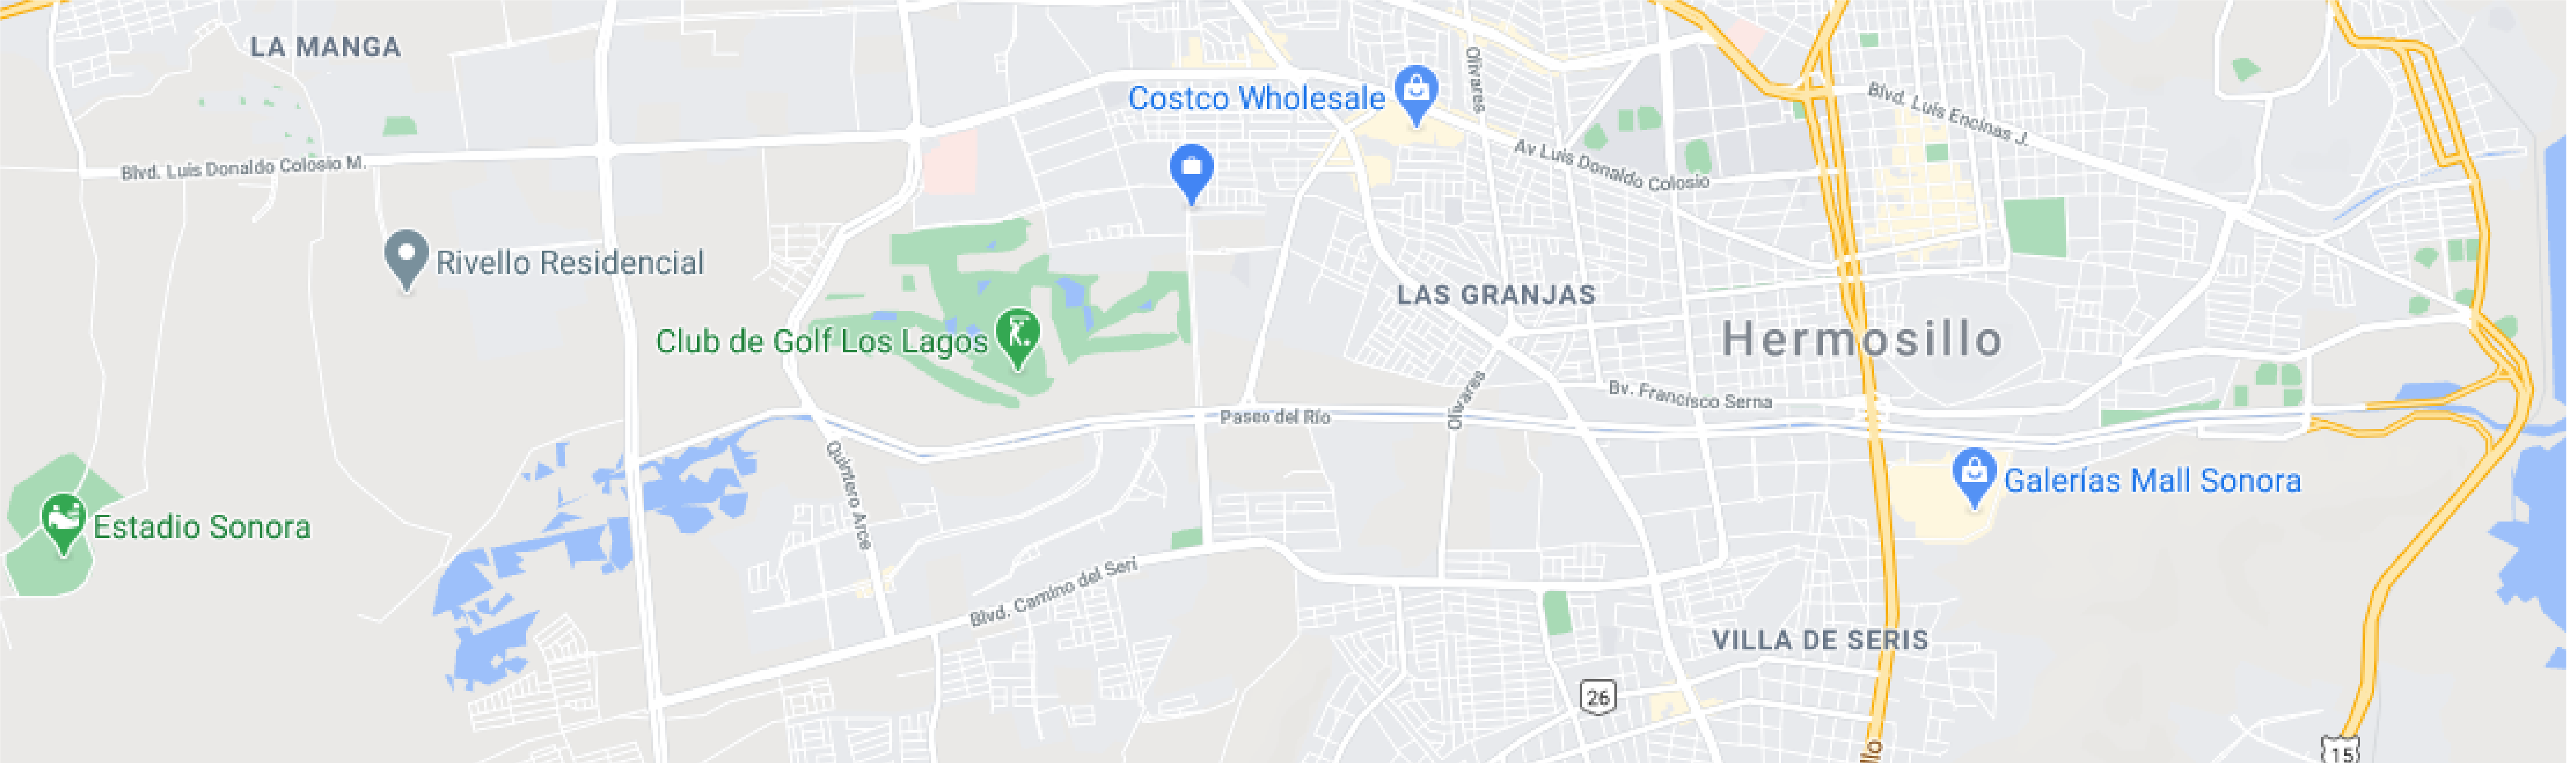 LA MANGA
Olivares
Costco Wholesale
Blvd. Luis Encinas J.
Av Luis Donaldo Colosio
Blvd. Luis Donaldo Colosio M.
Rivello Residencial
LAS GRANJAS
Club de Golf Los Lagos
Hermosillo
Olivares
Bv. Francisco Serna
Paseo del Río
Quintero Arce
Galerías Mall Sonora
Estadio Sonora
Blvd. Camino del Seri
VILLA DE SERIS
26
15